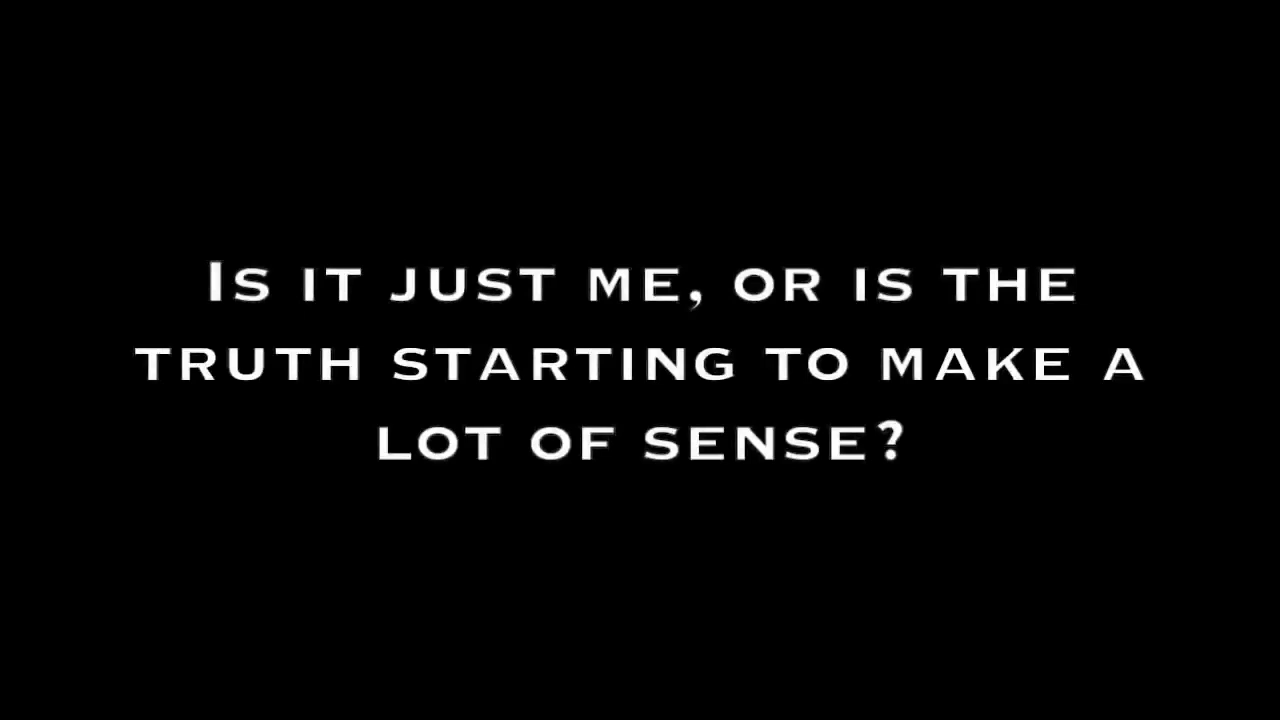 Is it just me, or is the
truth starting to make a
lot of sense?